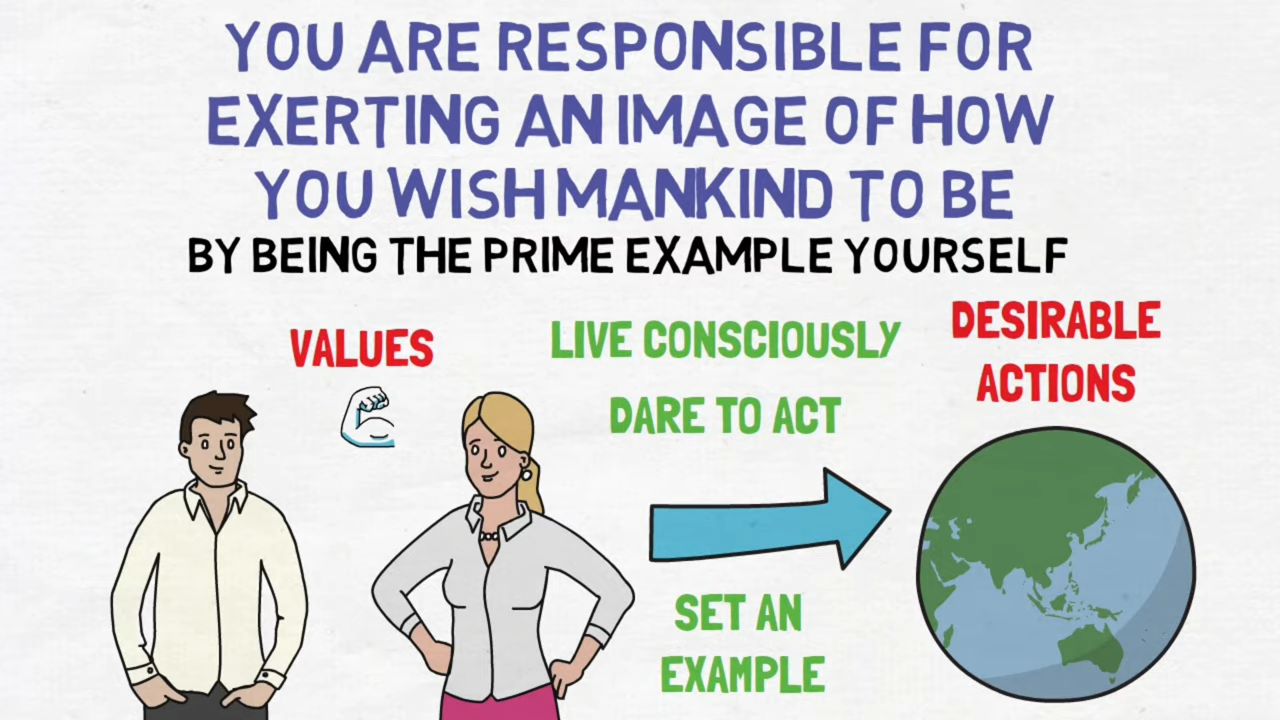 YOU ARE RESPONSIBLE FOR
EXERTING AN IMAGE OF HOW
YOU WISH MANKIND TO BE
BY BEING THE PRIME EXAMPLE YOURSELF
VALUES
LIVE CONSCIOUSLY
DARE TO ACT
DESIRABLE
ACTIONS
SET AN
EXAMPLE